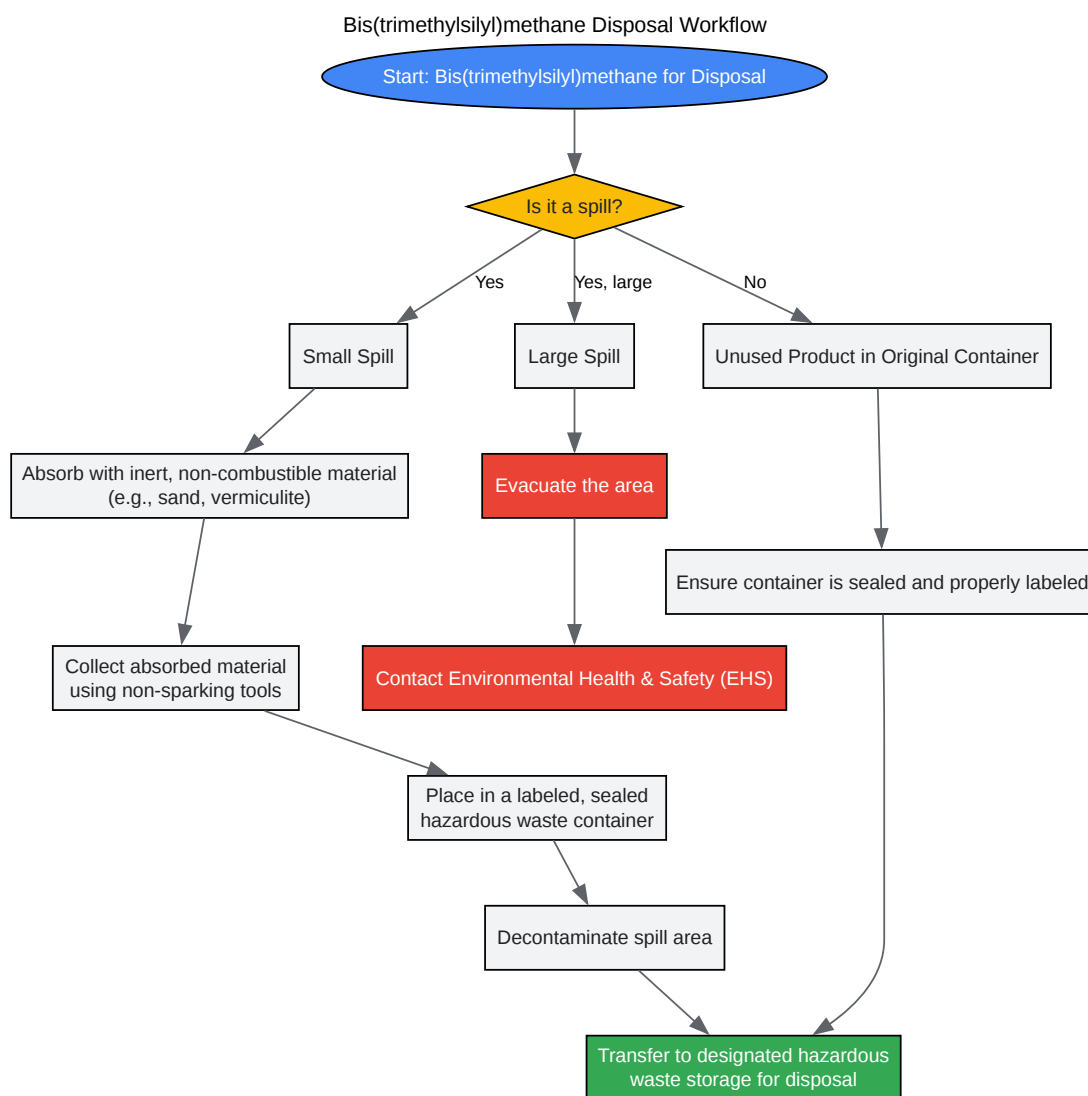 Bis(trimethylsilyl)methane Disposal Workflow
Start: Bis(trimethylsilyl)methane for Disposal
Is it a spill?
Yes
Yes, large
No
Small Spill
Large Spill
Unused Product in Original Container
Absorb with inert, non-combustible material
(e.g., sand, vermiculite)
Evacuate the area
Ensure container is sealed and properly labeled
Collect absorbed material
using non-sparking tools
Contact Environmental Health & Safety (EHS)
Place in a labeled, sealed
hazardous waste container
Decontaminate spill area
Transfer to designated hazardous
waste storage for disposal